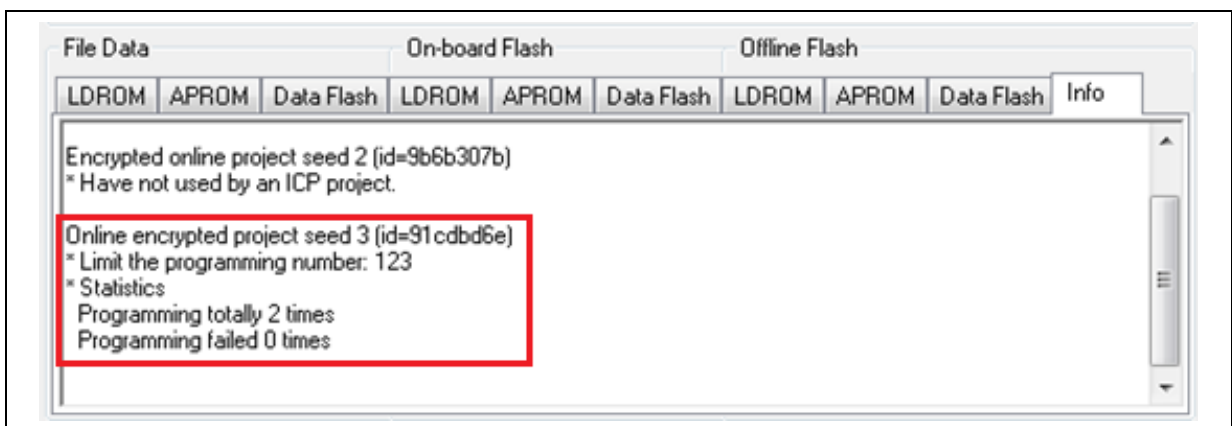 File Data On-board Flash Offline Flash
LDROM APROM Data Flash LDROM APROM Data Flash LDROM APROM Data Flash Info
Encrypted online project seed 2 (id=9b6b307b)
* Have not used by an ICP project.
Online encrypted project seed 3 (id=91cdbd6e)
* Limit the programming number: 123
* Statistics
Programming totally 2 times
Programming failed 0 times